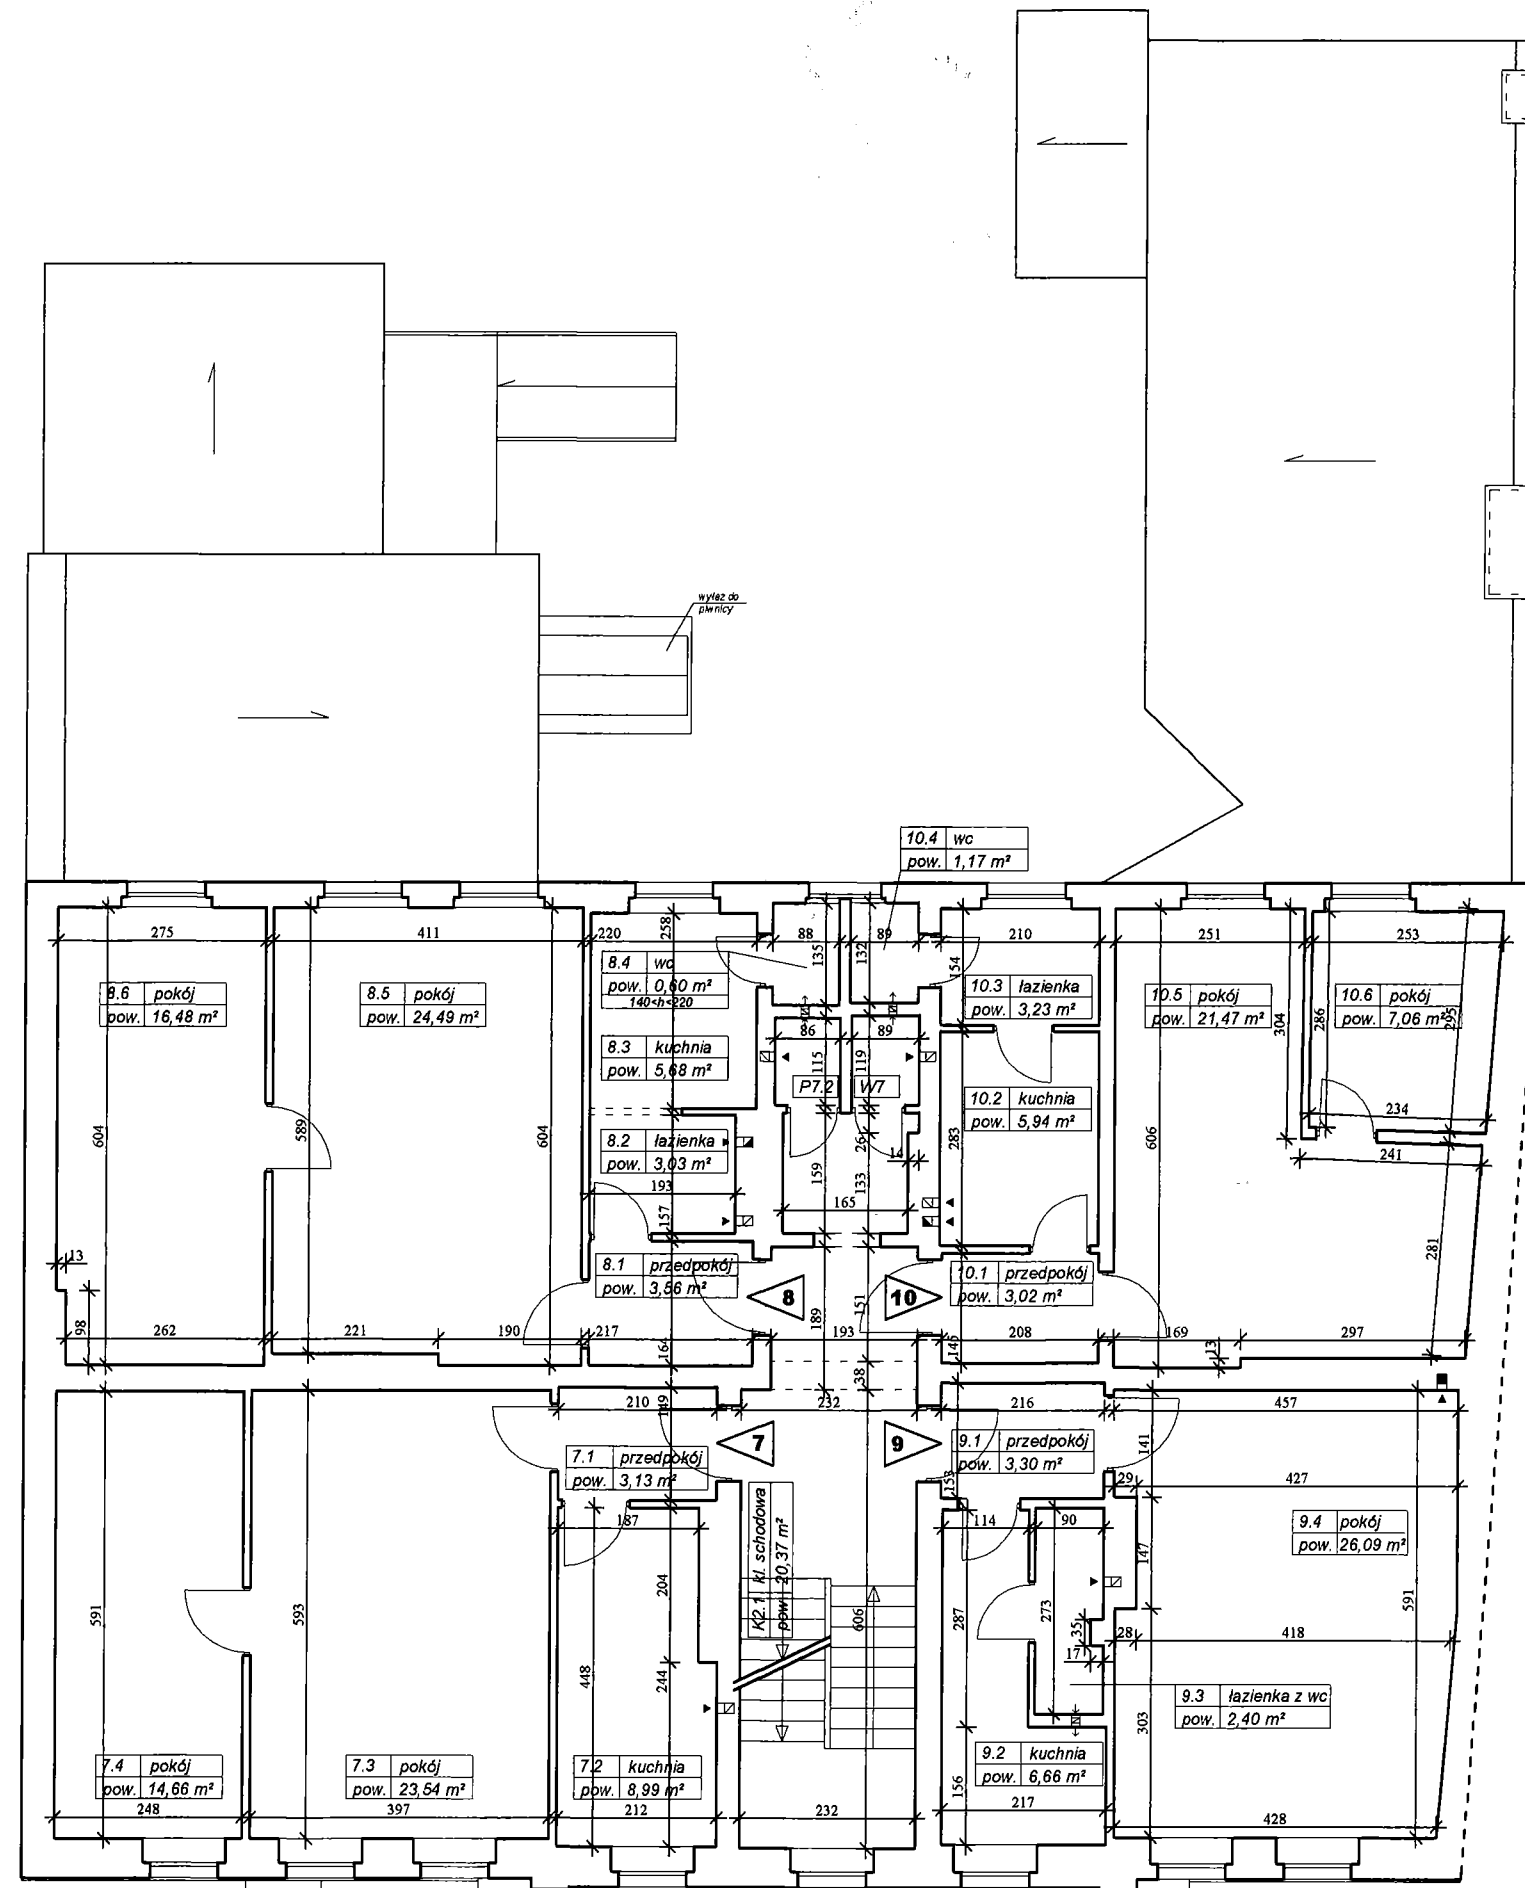 wyłaz do
piwnicy
10.4 wc
pow. 1,17 m²
275
411
220
258
88
135
132
89
210
154
251
253
8.6 pokój
pow. 16,48 m²
8.5 pokój
pow. 24,49 m²
8.4 wc
pow. 0,60 m²
140<h<220
10.3 łazienka
pow. 3,23 m²
10.5 pokój
pow. 21,47 m²
10.6 pokój
pow. 7,06 m²
304
286
295
86
89
115
119
8.3 kuchnia
pow. 5,68 m²
P7.2
W7
10.2 kuchnia
pow. 5,94 m²
234
604
589
604
8.2 łazienka
pow. 3,03 m²
26
14
283
606
241
193
159
133
157
165
281
13
98
8.1 przedpokój
pow. 3,56 m²
8
10
10.1 przedpokój
pow. 3,02 m²
189
151
262
221
190
217
164
193
208
145
169
13
297
38
210
149
232
216
457
7
9
7.1 przedpokój
pow. 3,13 m²
9.1 przedpokój
pow. 3,30 m²
141
153
29
427
187
K2.1 kl. schodowa
pow. 20,37 m²
114
90
9.4 pokój
pow. 26,09 m²
147
204
591
593
606
287
273
35
17
28
418
591
448
244
9.3 łazienka z wc
pow. 2,40 m²
303
7.4 pokój
pow. 14,66 m²
7.3 pokój
pow. 23,54 m²
7.2 kuchnia
pow. 8,99 m²
9.2 kuchnia
pow. 6,66 m²
156
248
397
212
232
217
428